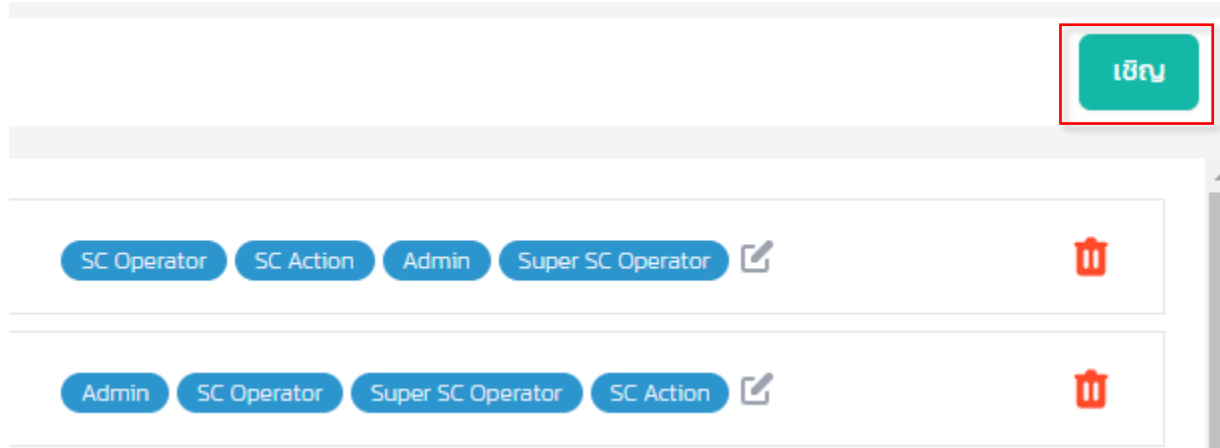 เชิญ
SC Operator SC Action Admin Super SC Operator
Admin SC Operator Super SC Operator SC Action